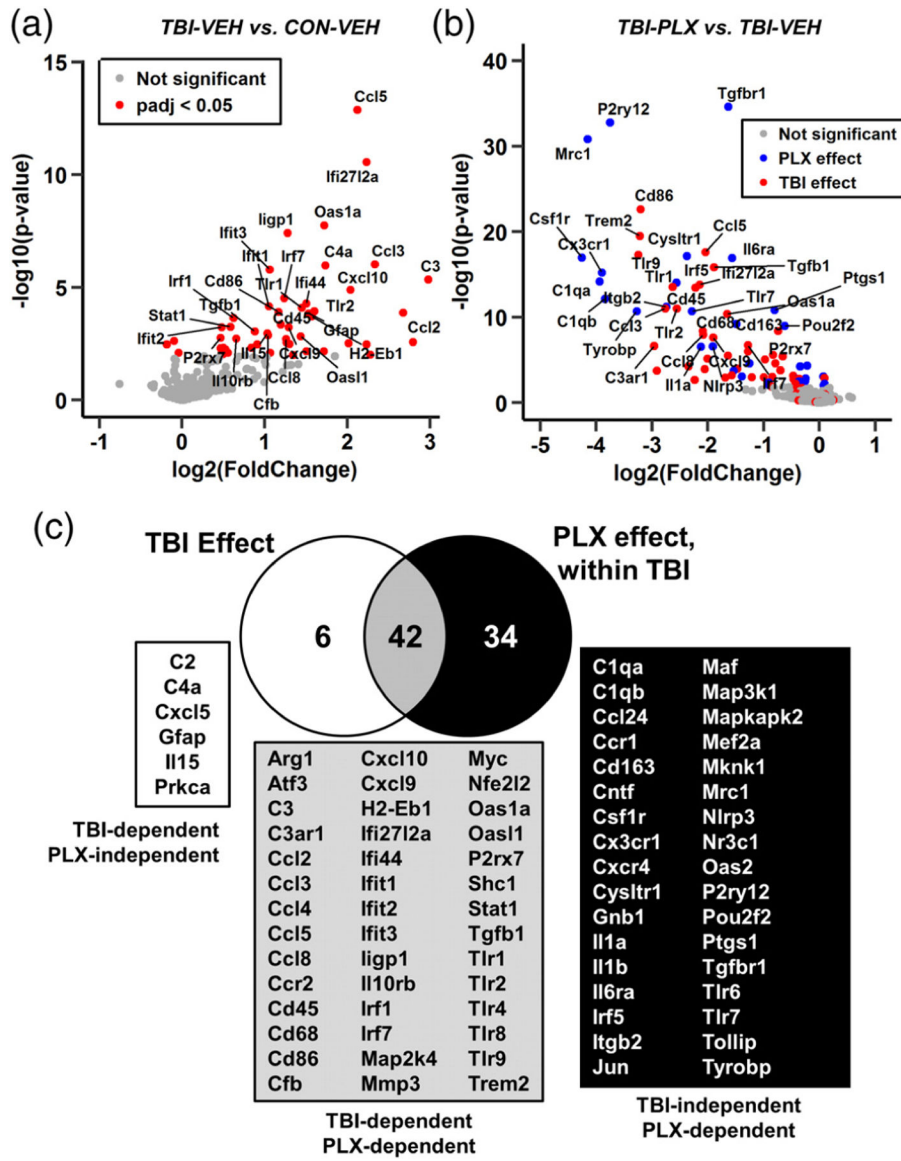 (a)
TBI-VEH vs. CON-VEH
Not significant
padj < 0.05
-log10(p-value)
15
10
5
0
-1
0
1
2
3
log2(FoldChange)
Ccl5
Ifi27l2a
Iigp1
Oas1a
Ifit3
Ifit1
Irf7
C4a
Ccl3
C3
Irf1
Cd86
Tlr1
Ifi44
Cxcl10
Tgfb1
Tlr2
Stat1
Cd45
Ifit2
Gfap
Ccl2
P2rx7
Il15
Cxcl9
H2-Eb1
Il10rb
Ccl8
Oasl1
Cfb
(b)
TBI-PLX vs. TBI-VEH
Not significant
PLX effect
TBI effect
-log10(p-value)
40
30
20
10
0
-5
-4
-3
-2
-1
0
1
log2(FoldChange)
Tgfbr1
P2ry12
Mrc1
Cd86
Csf1r
Trem2
Ccl5
Cysltr1
Cx3cr1
Il6ra
Tlr9
Tgfb1
Tlr1
Irf5
Ifi27l2a
Ptgs1
C1qa
Itgb2
Cd45
Tlr7
Oas1a
C1qb
Ccl3
Cd68
Cd163
Pou2f2
Tyrobp
Tlr2
P2rx7
Ccl8
Cxcl9
C3ar1
Il1a
Nlrp3
Irf7
(c)
TBI Effect
PLX effect,
within TBI
6
42
34
C2
C4a
Cxcl5
Gfap
Il15
Prkca
TBI-dependent
PLX-independent
Arg1 Cxcl10 Myc
Atf3 Cxcl9 Nfe2l2
C3 H2-Eb1 Oas1a
C3ar1 Ifi27l2a Oasl1
Ccl2 Ifi44 P2rx7
Ccl3 Ifit1 Shc1
Ccl4 Ifit2 Stat1
Ccl5 Ifit3 Tgfb1
Ccl8 Iigp1 Tlr1
Ccr2 Il10rb Tlr2
Cd45 Irf1 Tlr4
Cd68 Irf7 Tlr8
Cd86 Map2k4 Tlr9
Cfb Mmp3 Trem2
TBI-dependent
PLX-dependent
C1qa Maf
C1qb Map3k1
Ccl24 Mapkapk2
Ccr1 Mef2a
Cd163 Mknk1
Cntf Mrc1
Csf1r Nlrp3
Cx3cr1 Nr3c1
Cxcr4 Oas2
Cysltr1 P2ry12
Gnb1 Pou2f2
Il1a Ptgs1
Il1b Tgfbr1
Il6ra Tlr6
Irf5 Tlr7
Itgb2 Tollip
Jun Tyrobp
TBI-independent
PLX-dependent